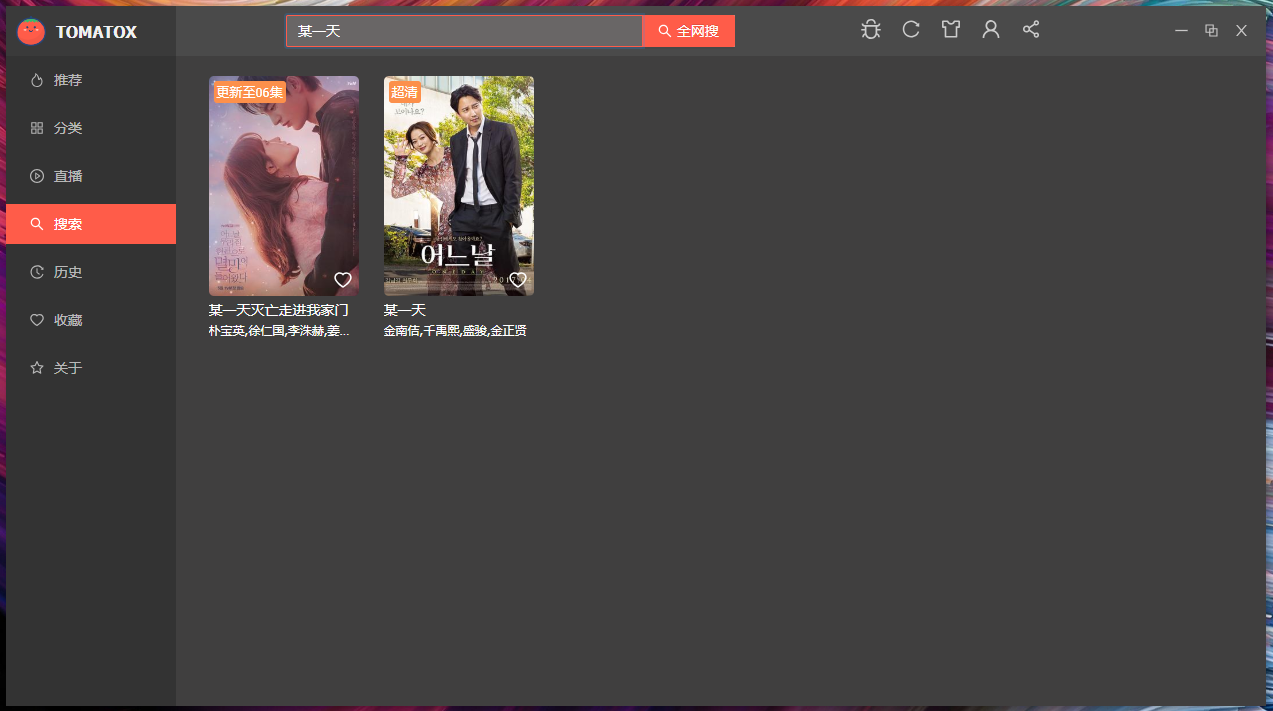 TOMATOX
某一天
全网搜
推荐
分类
直播
搜索
历史
收藏
关于
更新至06集
某一天灭亡走进我家门
朴宝英,徐仁国,李洙赫,姜...
超清
어느날
ONEDAY
某一天
金南佶,千禹熙,盛骏,金正贤